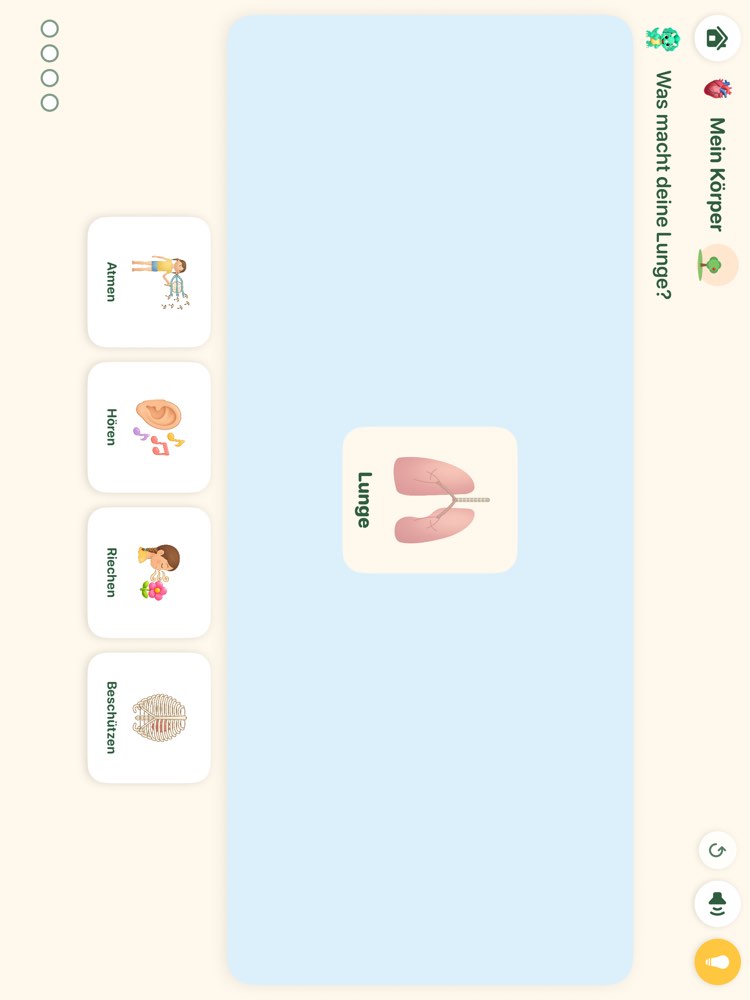 Mein Körper
Was macht deine Lunge?
Lunge
Atmen
Hören
Riechen
Beschützen